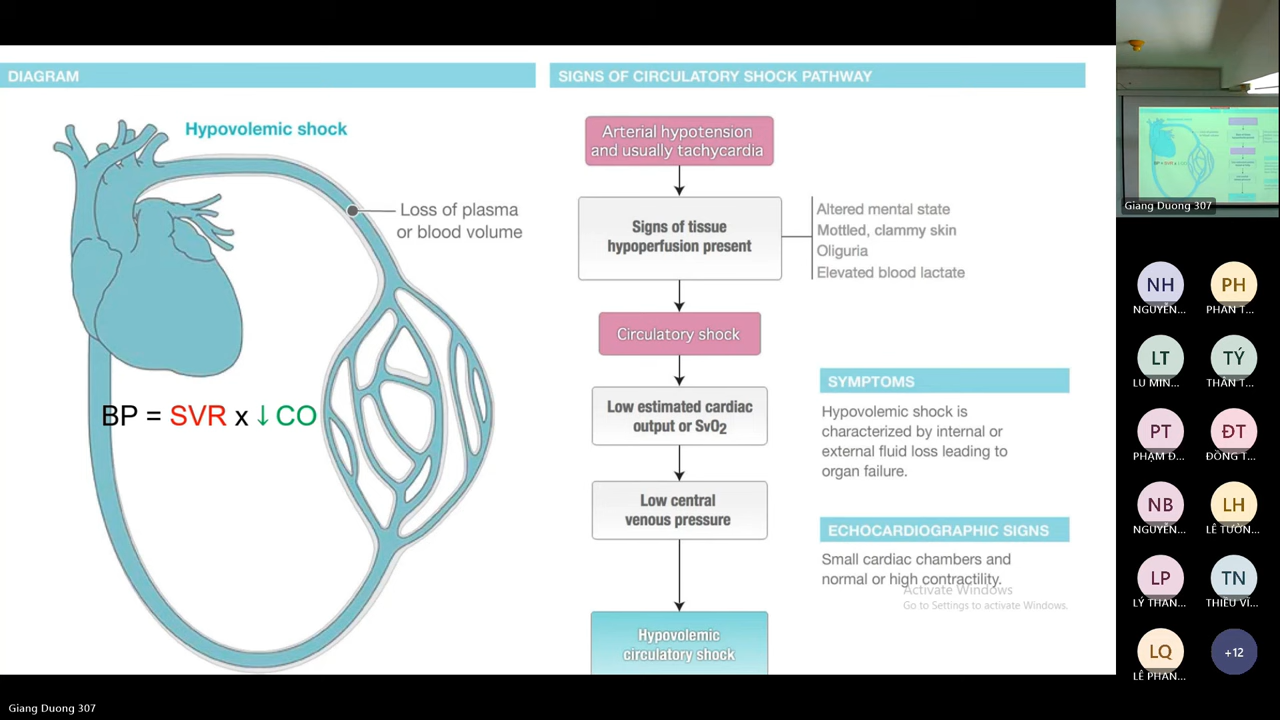 DIAGRAM
Hypovolemic shock
Loss of plasma
or blood volume
BP = SVR x ↓ CO
SIGNS OF CIRCULATORY SHOCK PATHWAY
Arterial hypotension
and usually tachycardia
Signs of tissue
hypoperfusion present
Altered mental state
Mottled, clammy skin
Oliguria
Elevated blood lactate
Circulatory shock
Low estimated cardiac
output or SvO2
Low central
venous pressure
Hypovolemic
circulatory shock
SYMPTOMS
Hypovolemic shock is
characterized by internal or
external fluid loss leading to
organ failure.
ECHOCARDIOGRAPHIC SIGNS
Small cardiac chambers and
normal or high contractility.
Activate Windows
Go to Settings to activate Windows.
Giang Duong 307
NH
NGUYỄN...
PH
PHAN T...
LT
LU MIN...
TÝ
THÂN T...
PT
PHẠM Đ...
ĐT
ĐỒNG T...
NB
NGUYỄN...
LH
LÊ TƯỜN...
LP
LÝ THAN...
TN
THIỀU VĨ...
LQ
LÊ PHAN...
+12
Giang Duong 307